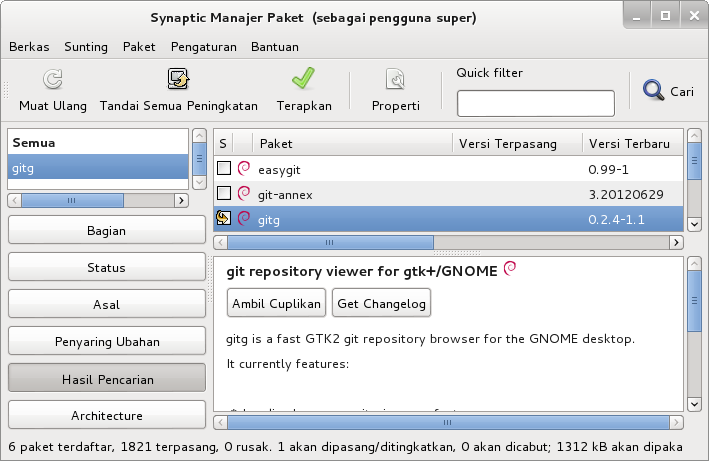 Synaptic Manajer Paket (sebagai pengguna super)
Berkas Sunting Paket Pengaturan Bantuan
Muat Ulang Tandai Semua Peningkatan Terapkan Properti Quick filter Cari
Semua
gitg
S Paket Versi Terpasang Versi Terbaru
easygit 0.99-1
git-annex 3.20120629
gitg 0.2.4-1.1
Bagian
Status
Asal
Penyaring Ubahan
Hasil Pencarian
Architecture
git repository viewer for gtk+/GNOME
Ambil Cuplikan Get Changelog
gitg is a fast GTK2 git repository browser for the GNOME desktop.
It currently features:
6 paket terdaftar, 1821 terpasang, 0 rusak. 1 akan dipasang/ditingkatkan, 0 akan dicabut; 1312 kB akan dipaka